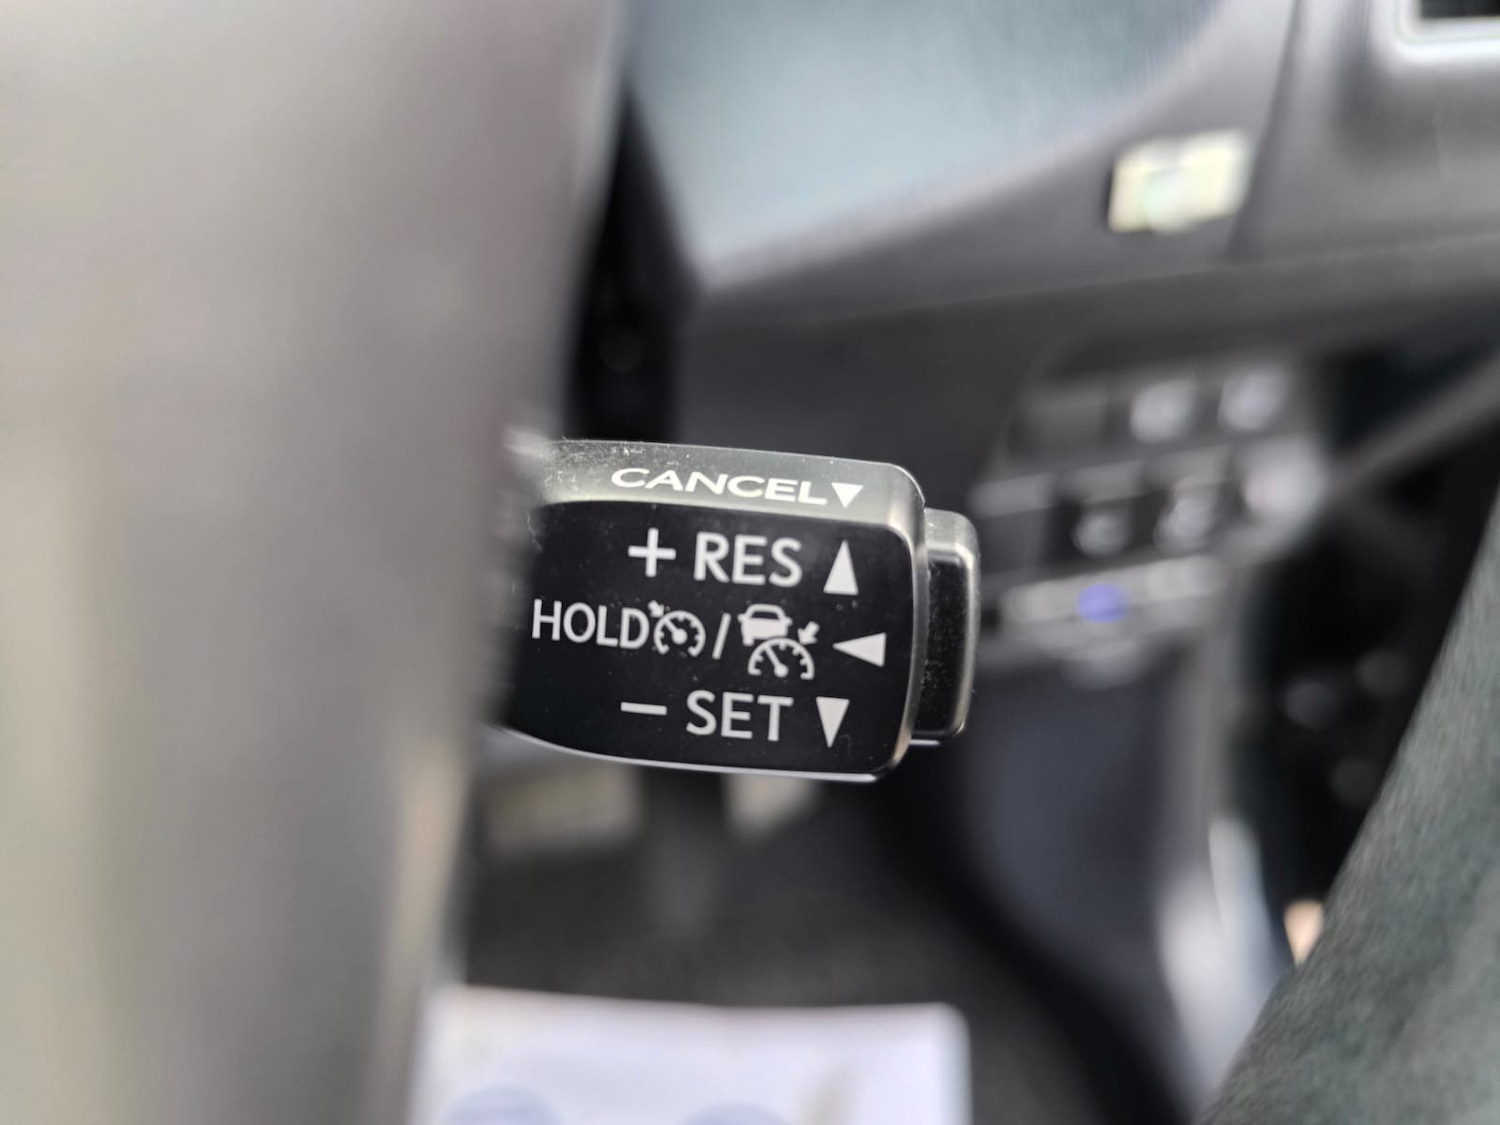 CANCEL▼
+ RES ▲
HOLD / ◀
− SET ▼